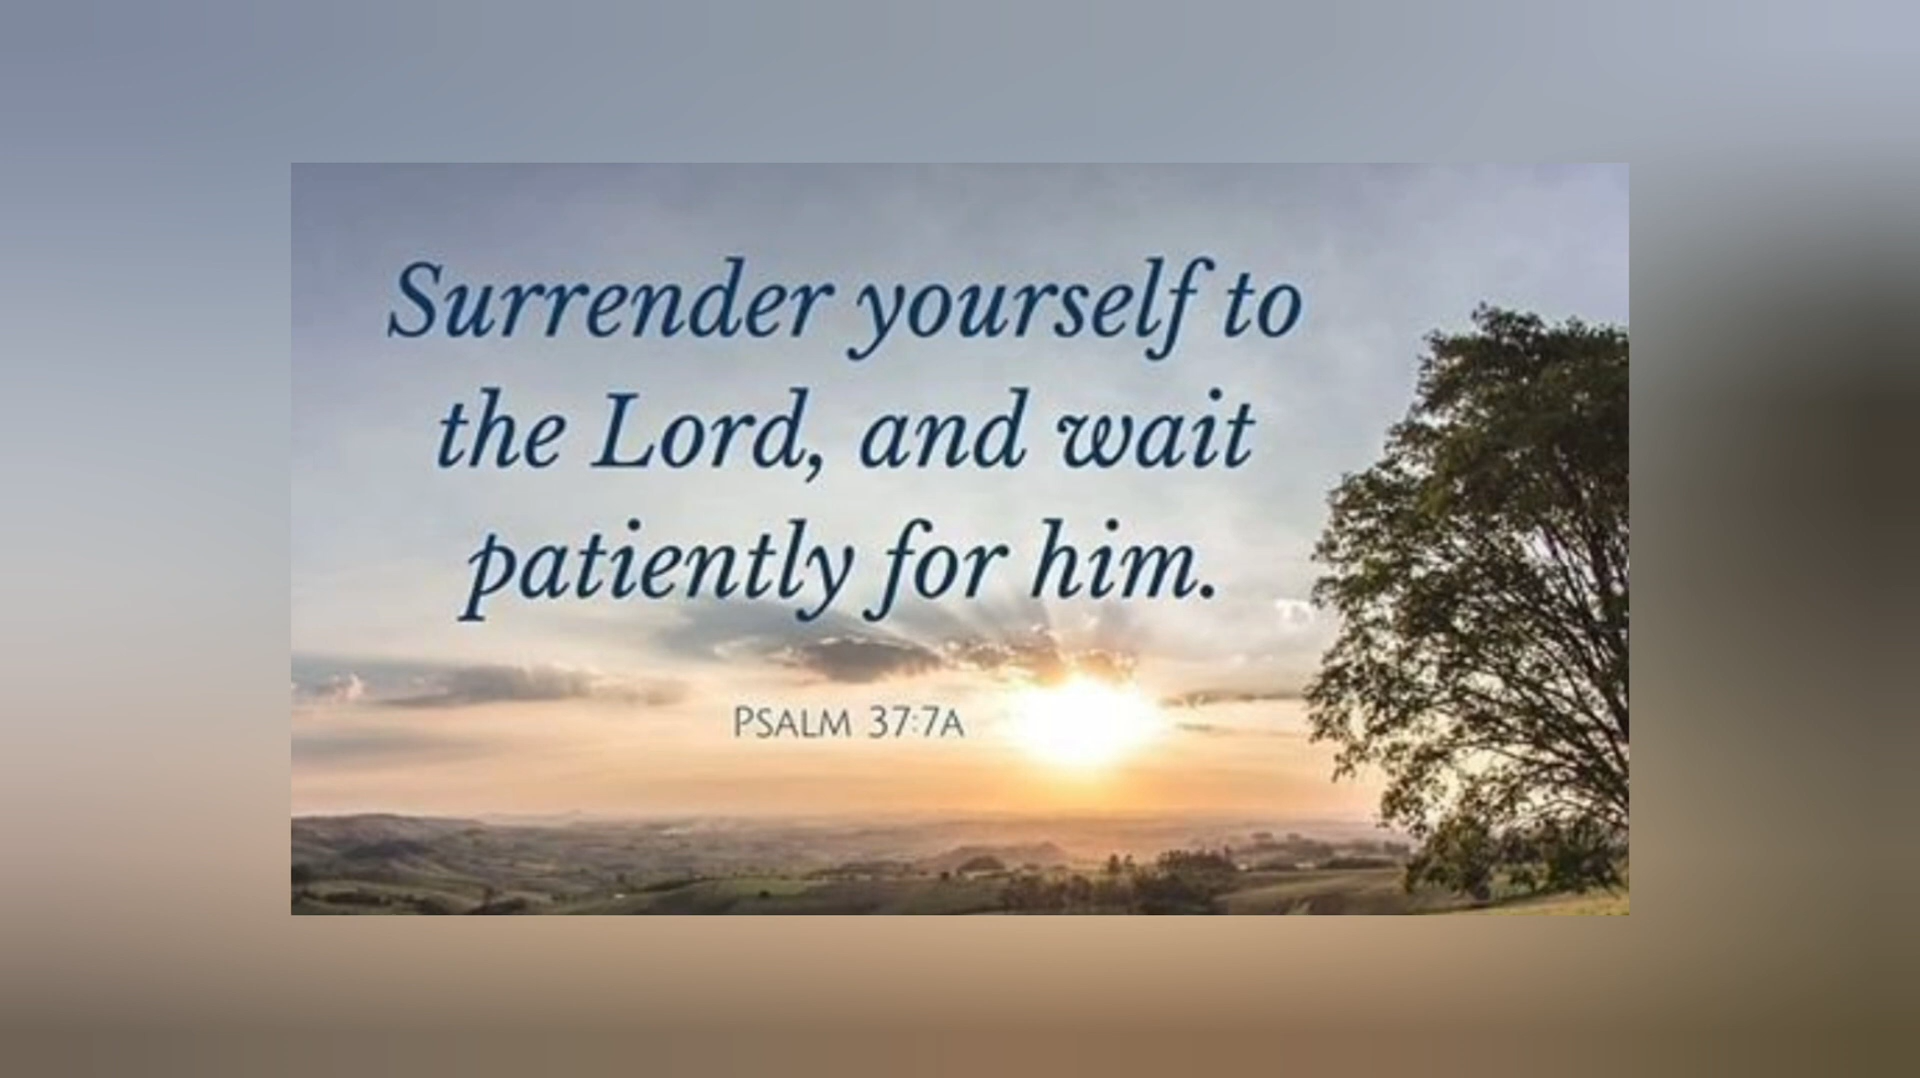 Surrender yourself to
the Lord, and wait
patiently for him.
PSALM 37:7A